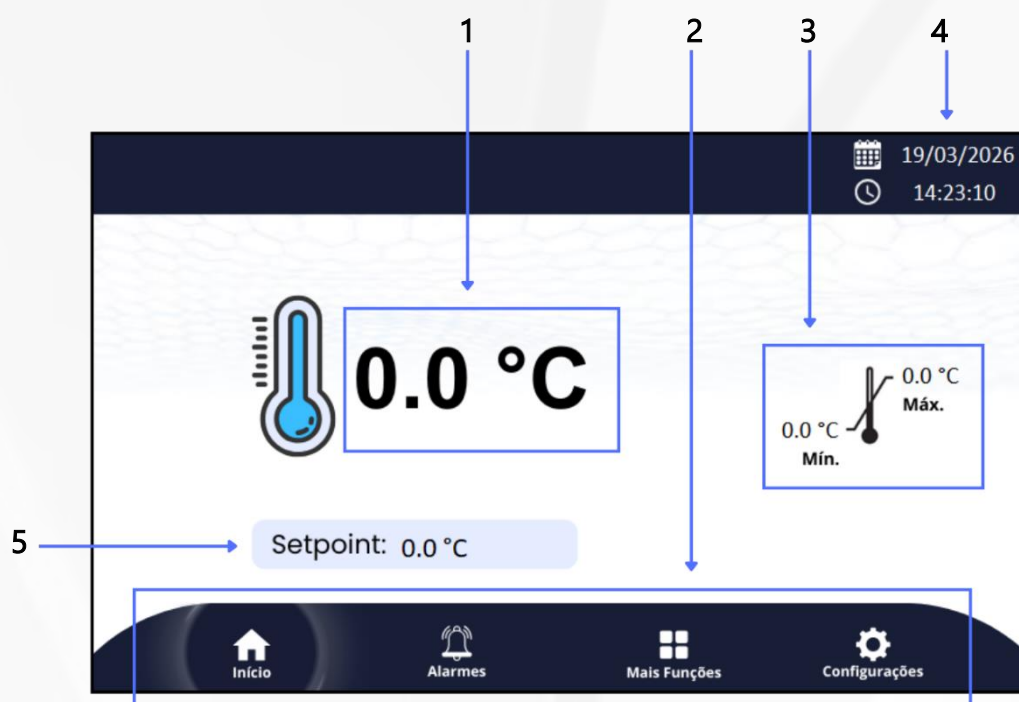 1 2 3 4
19/03/2026
14:23:10
0.0 °C
0.0 °C
Máx.
0.0 °C
Mín.
5
Setpoint: 0.0 °C
Início Alarmes Mais Funções Configurações